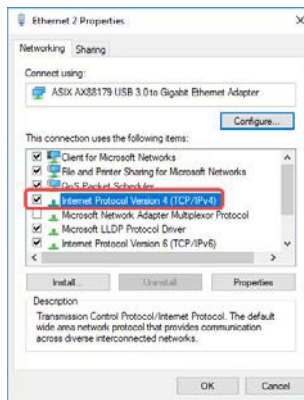 Ethernet 2 Properties
Networking Sharing
Connect using:
ASIX AX88179 USB 3.0 to Gigabit Ethernet Adapter
Configure...
This connection uses the following items:
Client for Microsoft Networks
File and Printer Sharing for Microsoft Networks
QoS Packet Scheduler
Internet Protocol Version 4 (TCP/IPv4)
Microsoft Network Adapter Multiplexor Protocol
Microsoft LLDP Protocol Driver
Internet Protocol Version 6 (TCP/IPv6)
Install... Uninstall Properties
Description
Transmission Control Protocol/Internet Protocol. The default
wide area network protocol that provides communication
across diverse interconnected networks.
OK Cancel